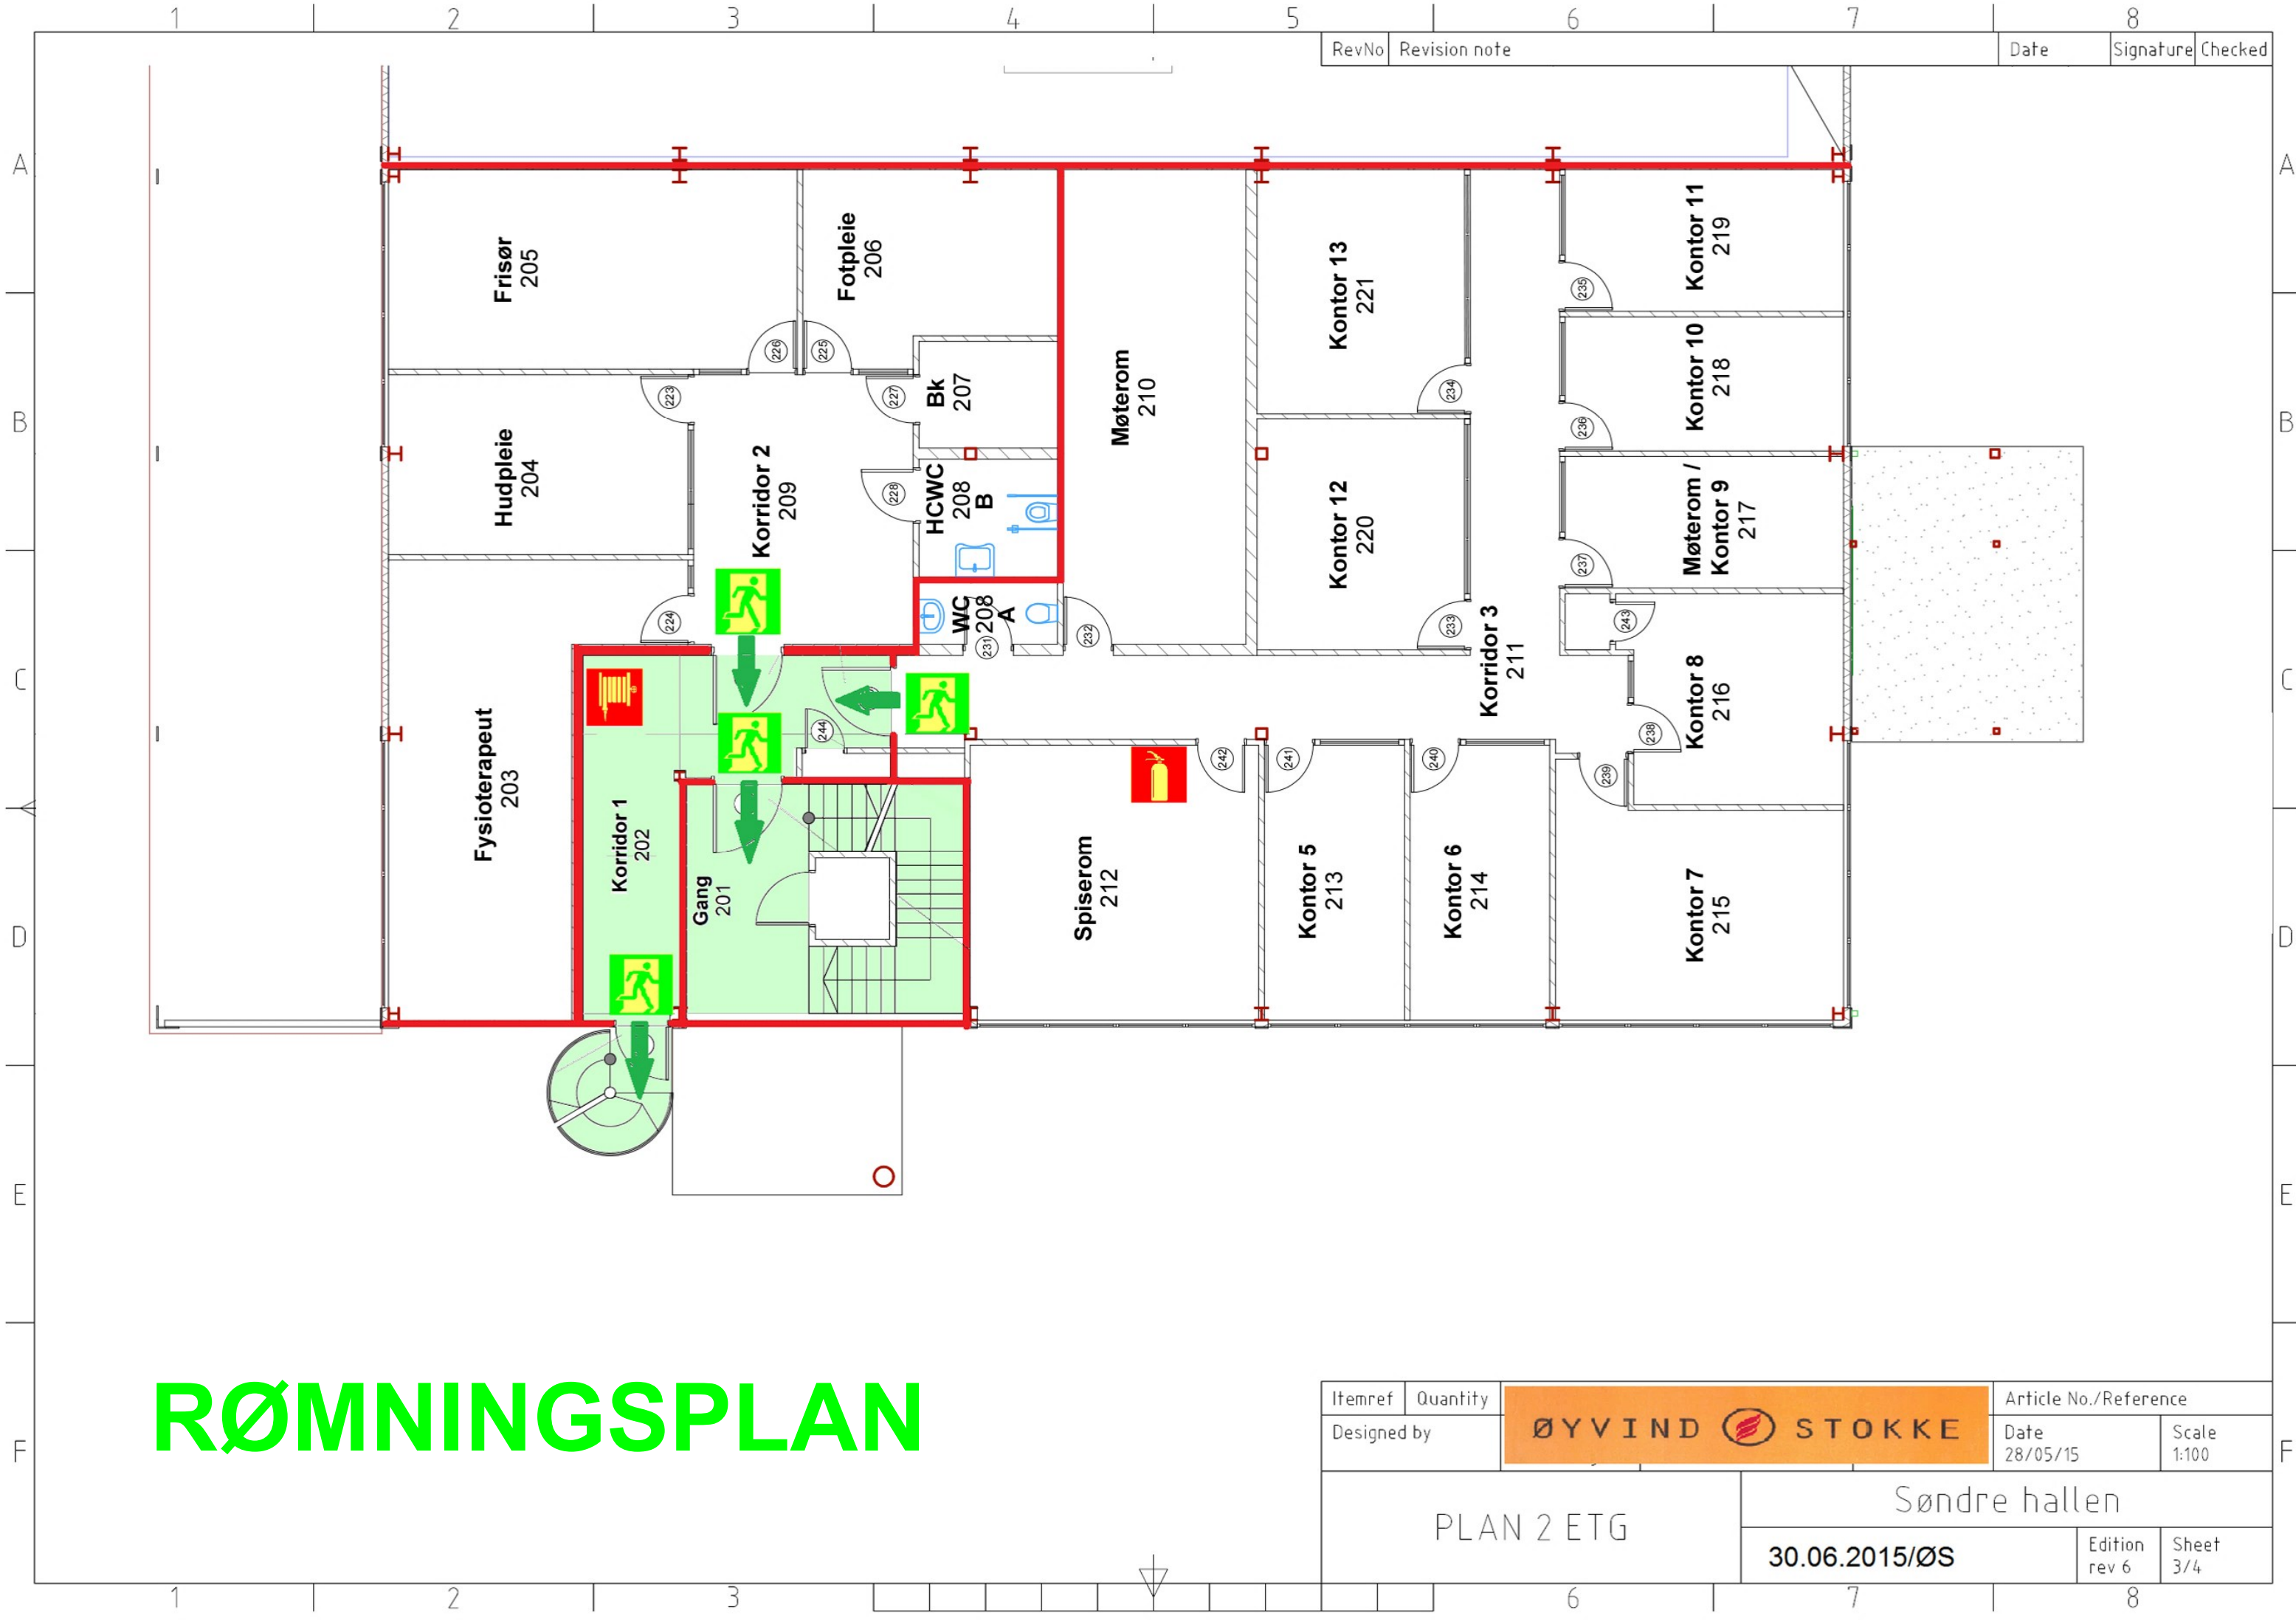 1 2 3 4 5 6 7 8
RevNo Revision note Date Signature Checked
A A
B B
C C
D D
E E
F F
Frisør
205
Fotpleie
206
226
225
Hudpleie
204
223
227
Bk
207
Korridor 2
209
228
HCWC
208
B
WC
208
A
231
232
224
Møterom
210
Kontor 13
221
234
Kontor 12
220
233
Kontor 11
219
235
Kontor 10
218
236
Møterom /
Kontor 9
217
237
243
Kontor 8
216
238
Korridor 3
211
239
Kontor 7
215
240
Kontor 6
214
241
Kontor 5
213
242
Spiserom
212
244
Fysioterapeut
203
Korridor 1
202
Gang
201
RØMNINGSPLAN
Itemref Quantity Article No./Reference
Designed by
ØYVIND STOKKE
Date
28/05/15
Scale
1:100
PLAN 2 ETG
Søndre hallen
30.06.2015/ØS
Edition
rev 6
Sheet
3/4
1 2 3 6 7 8